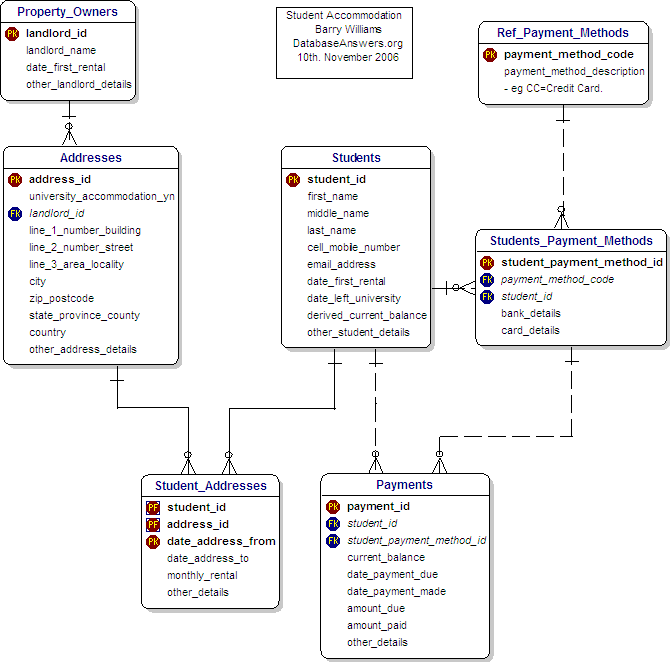 Property_Owners
PK landlord_id
landlord_name
date_first_rental
other_landlord_details
Student Accommodation
Barry Williams
DatabaseAnswers.org
10th. November 2006
Ref_Payment_Methods
PK payment_method_code
payment_method_description
- eg CC=Credit Card.
Addresses
PK address_id
university_accommodation_yn
FK landlord_id
line_1_number_building
line_2_number_street
line_3_area_locality
city
zip_postcode
state_province_county
country
other_address_details
Students
PK student_id
first_name
middle_name
last_name
cell_mobile_number
email_address
date_first_rental
date_left_university
derived_current_balance
other_student_details
Students_Payment_Methods
PK student_payment_method_id
FK payment_method_code
FK student_id
bank_details
card_details
Student_Addresses
PF student_id
PF address_id
PK date_address_from
date_address_to
monthly_rental
other_details
Payments
PK payment_id
FK student_id
FK student_payment_method_id
current_balance
date_payment_due
date_payment_made
amount_due
amount_paid
other_details